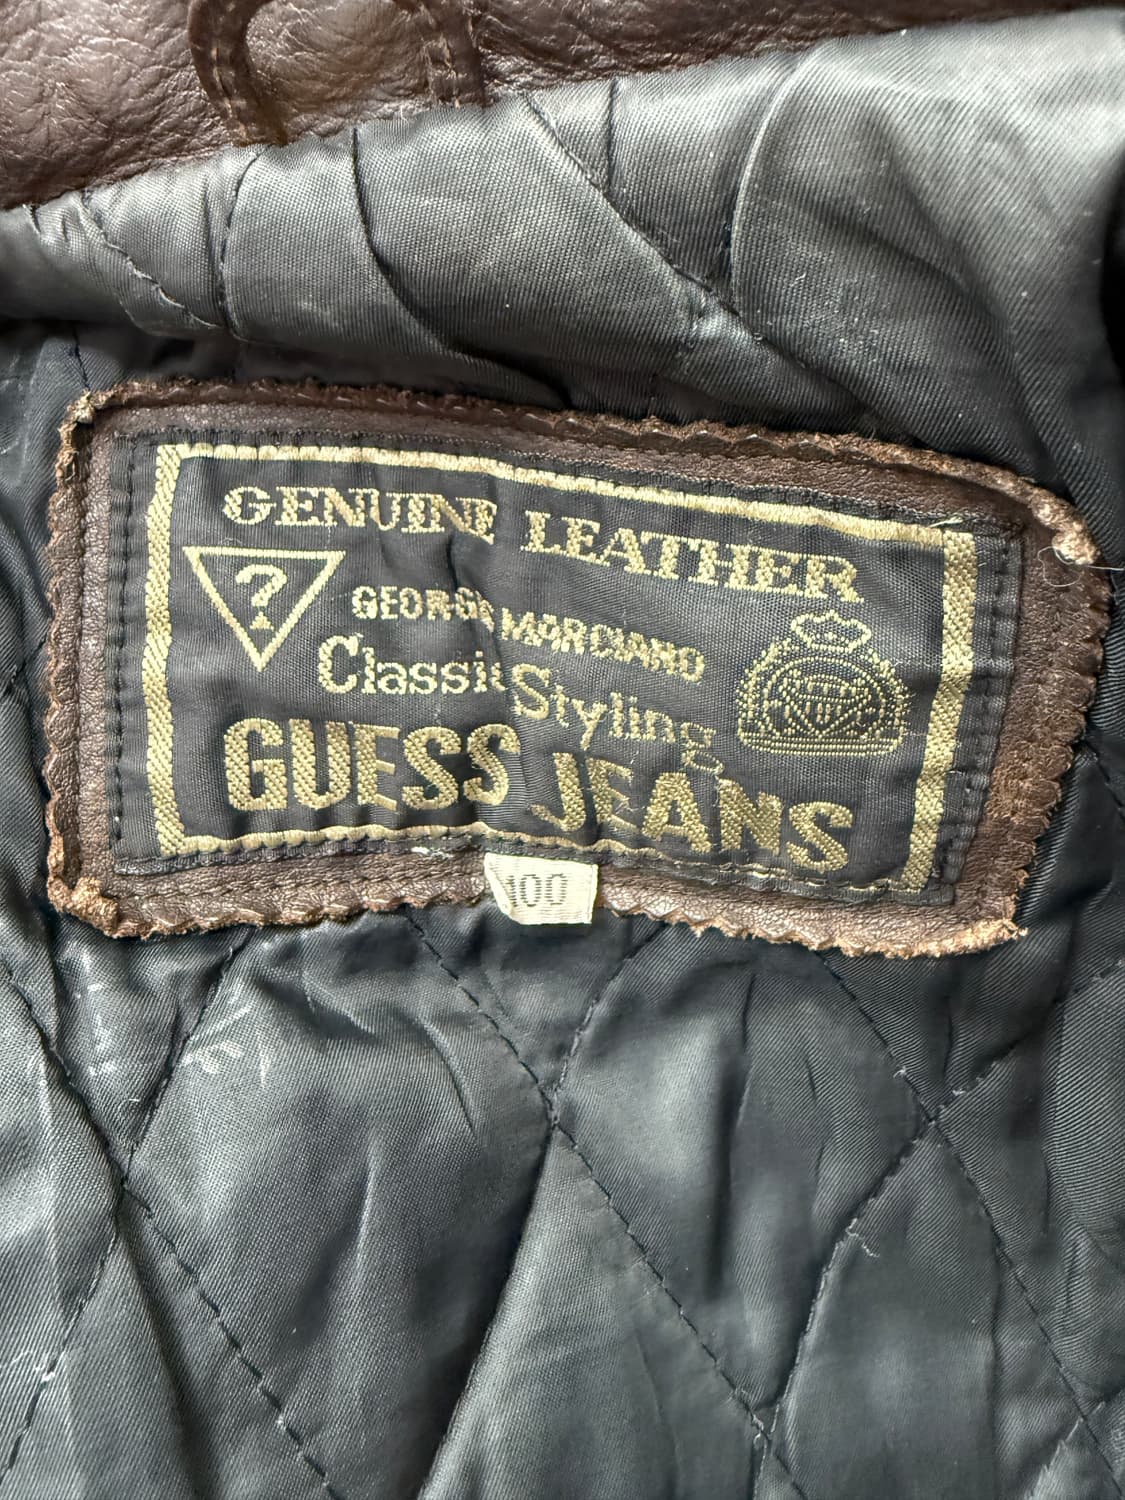 GENUINE LEATHER
?
GEORGES MARCIANO
Classic Styling
GUESS JEANS
100